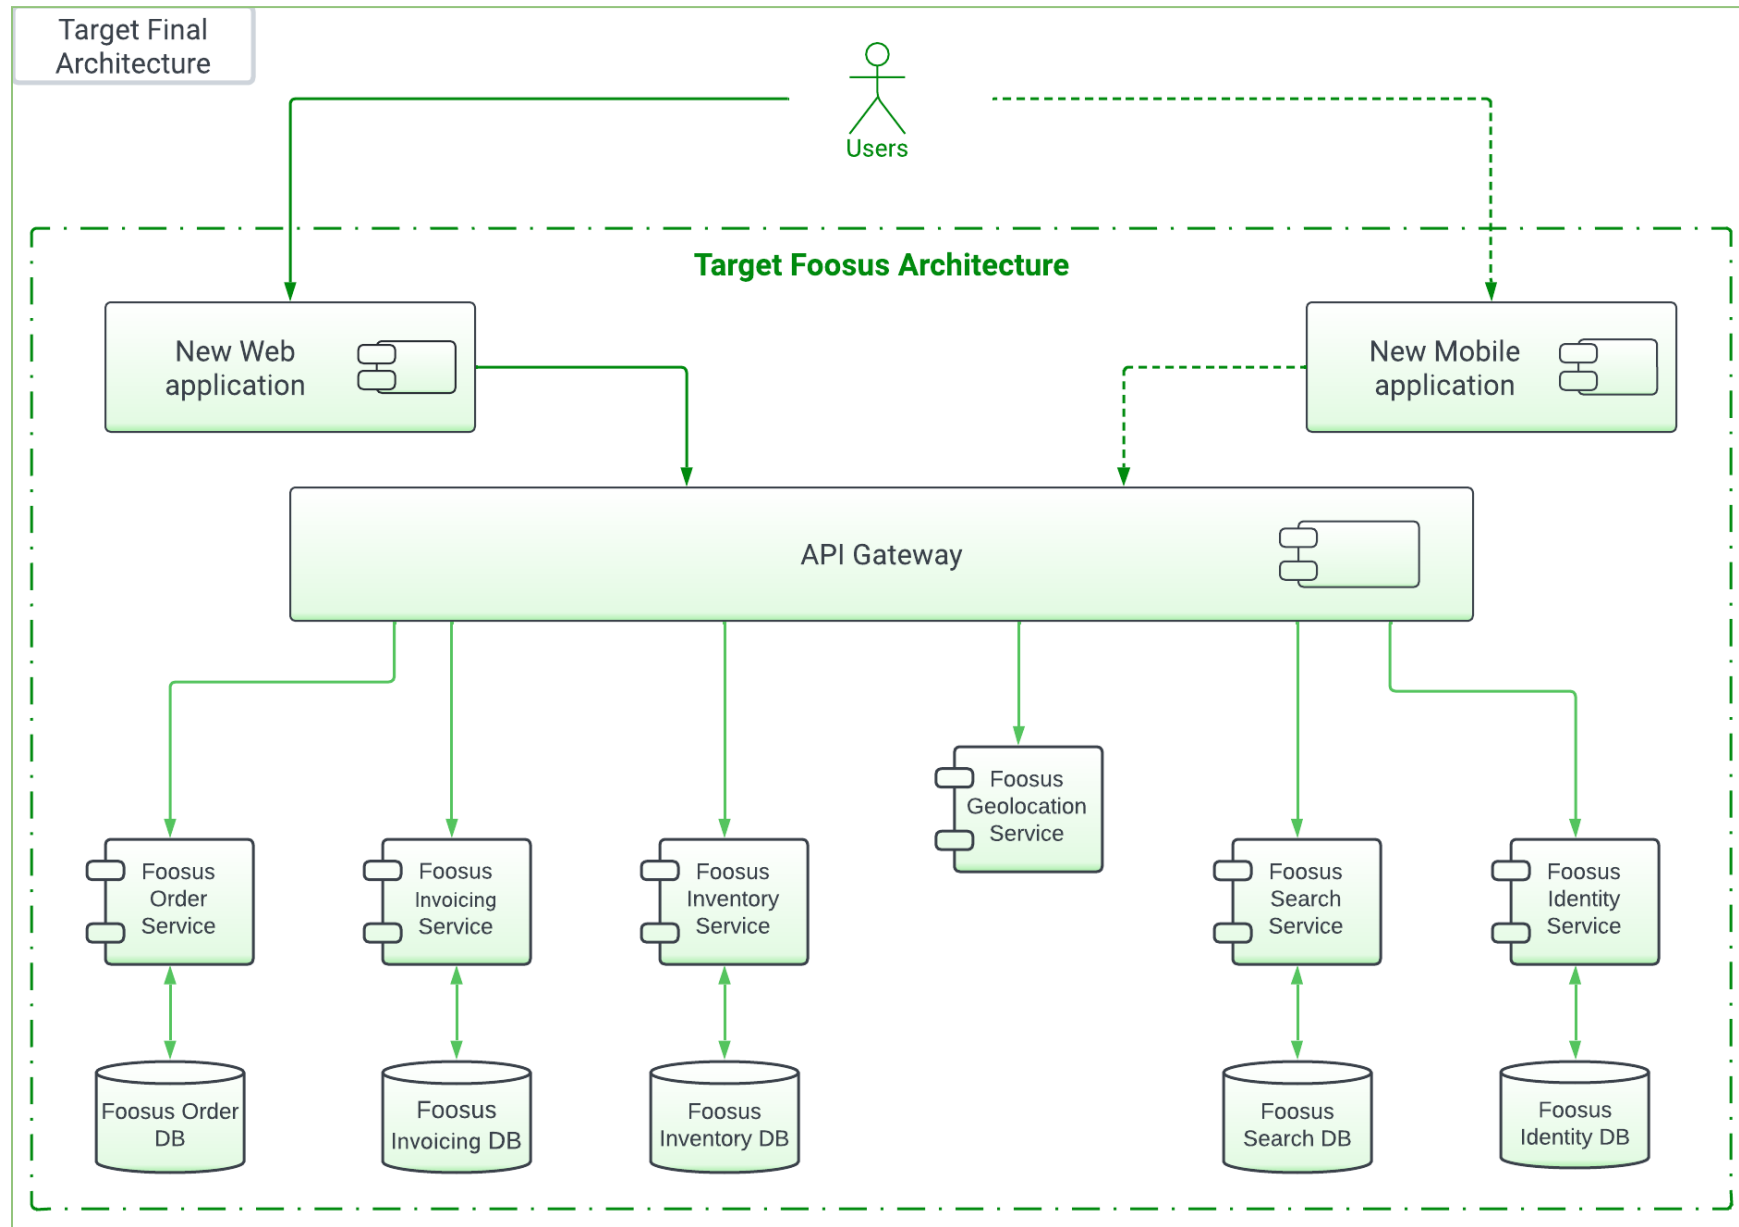 Target Final
Architecture
Users
Target Foosus Architecture
New Web
application
New Mobile
application
API Gateway
Foosus
Geolocation
Service
Foosus
Order
Service
Foosus
Invoicing
Service
Foosus
Inventory
Service
Foosus
Search
Service
Foosus
Identity
Service
Foosus Order
DB
Foosus
Invoicing DB
Foosus
Inventory DB
Foosus
Search DB
Foosus
Identity DB